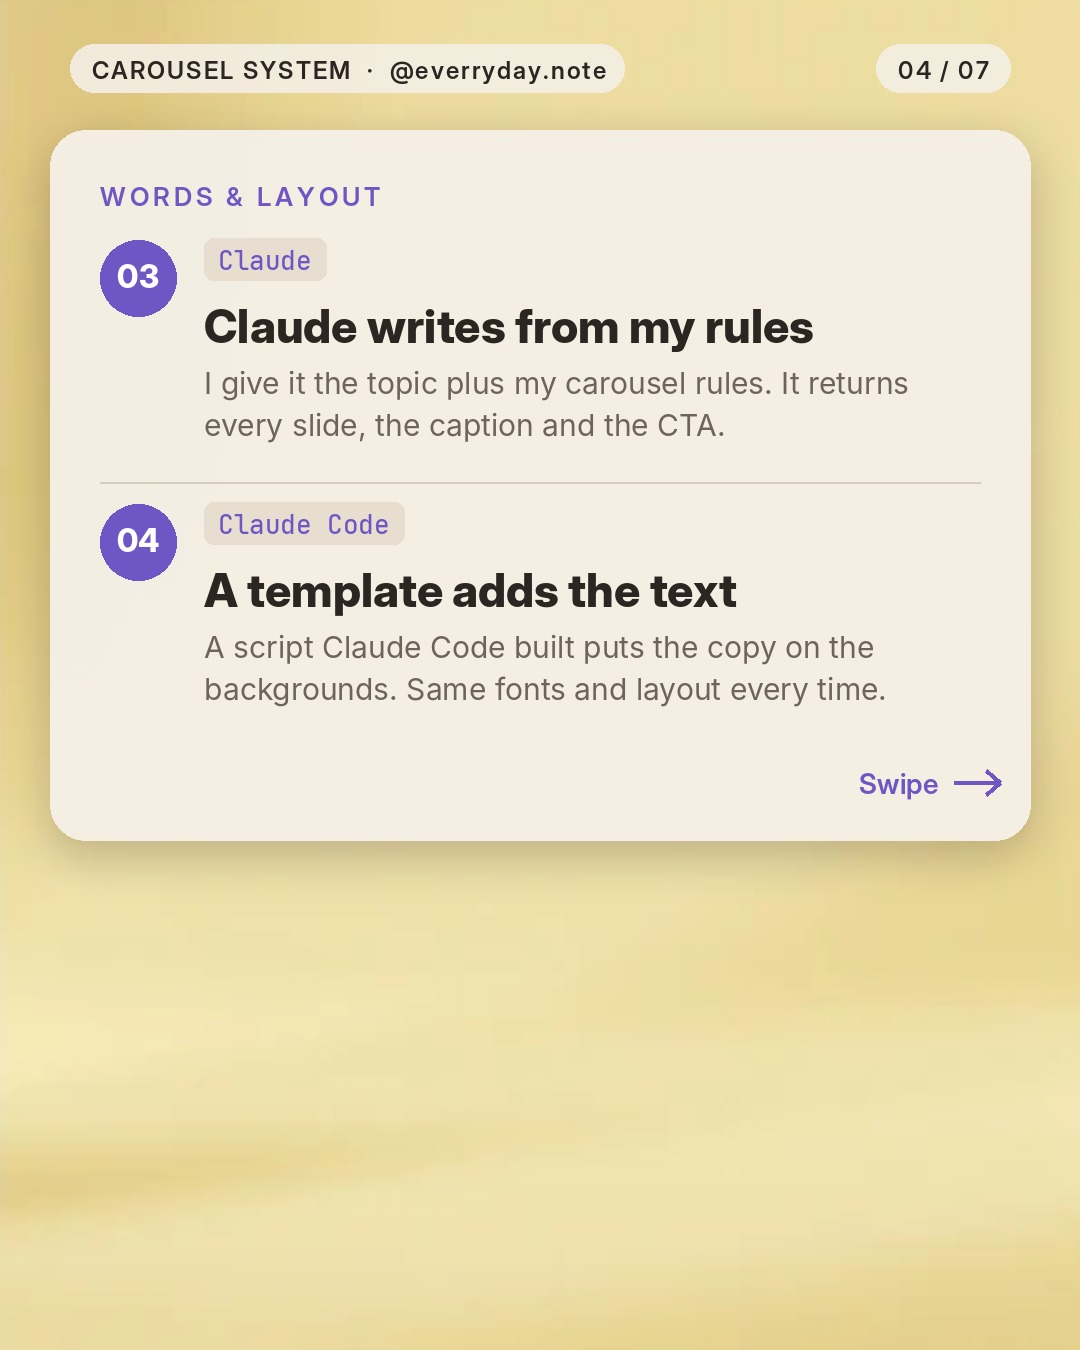 CAROUSEL SYSTEM · @everryday.note
04 / 07
WORDS & LAYOUT
03
Claude
Claude writes from my rules
I give it the topic plus my carousel rules. It returns
every slide, the caption and the CTA.
04
Claude Code
A template adds the text
A script Claude Code built puts the copy on the
backgrounds. Same fonts and layout every time.
Swipe